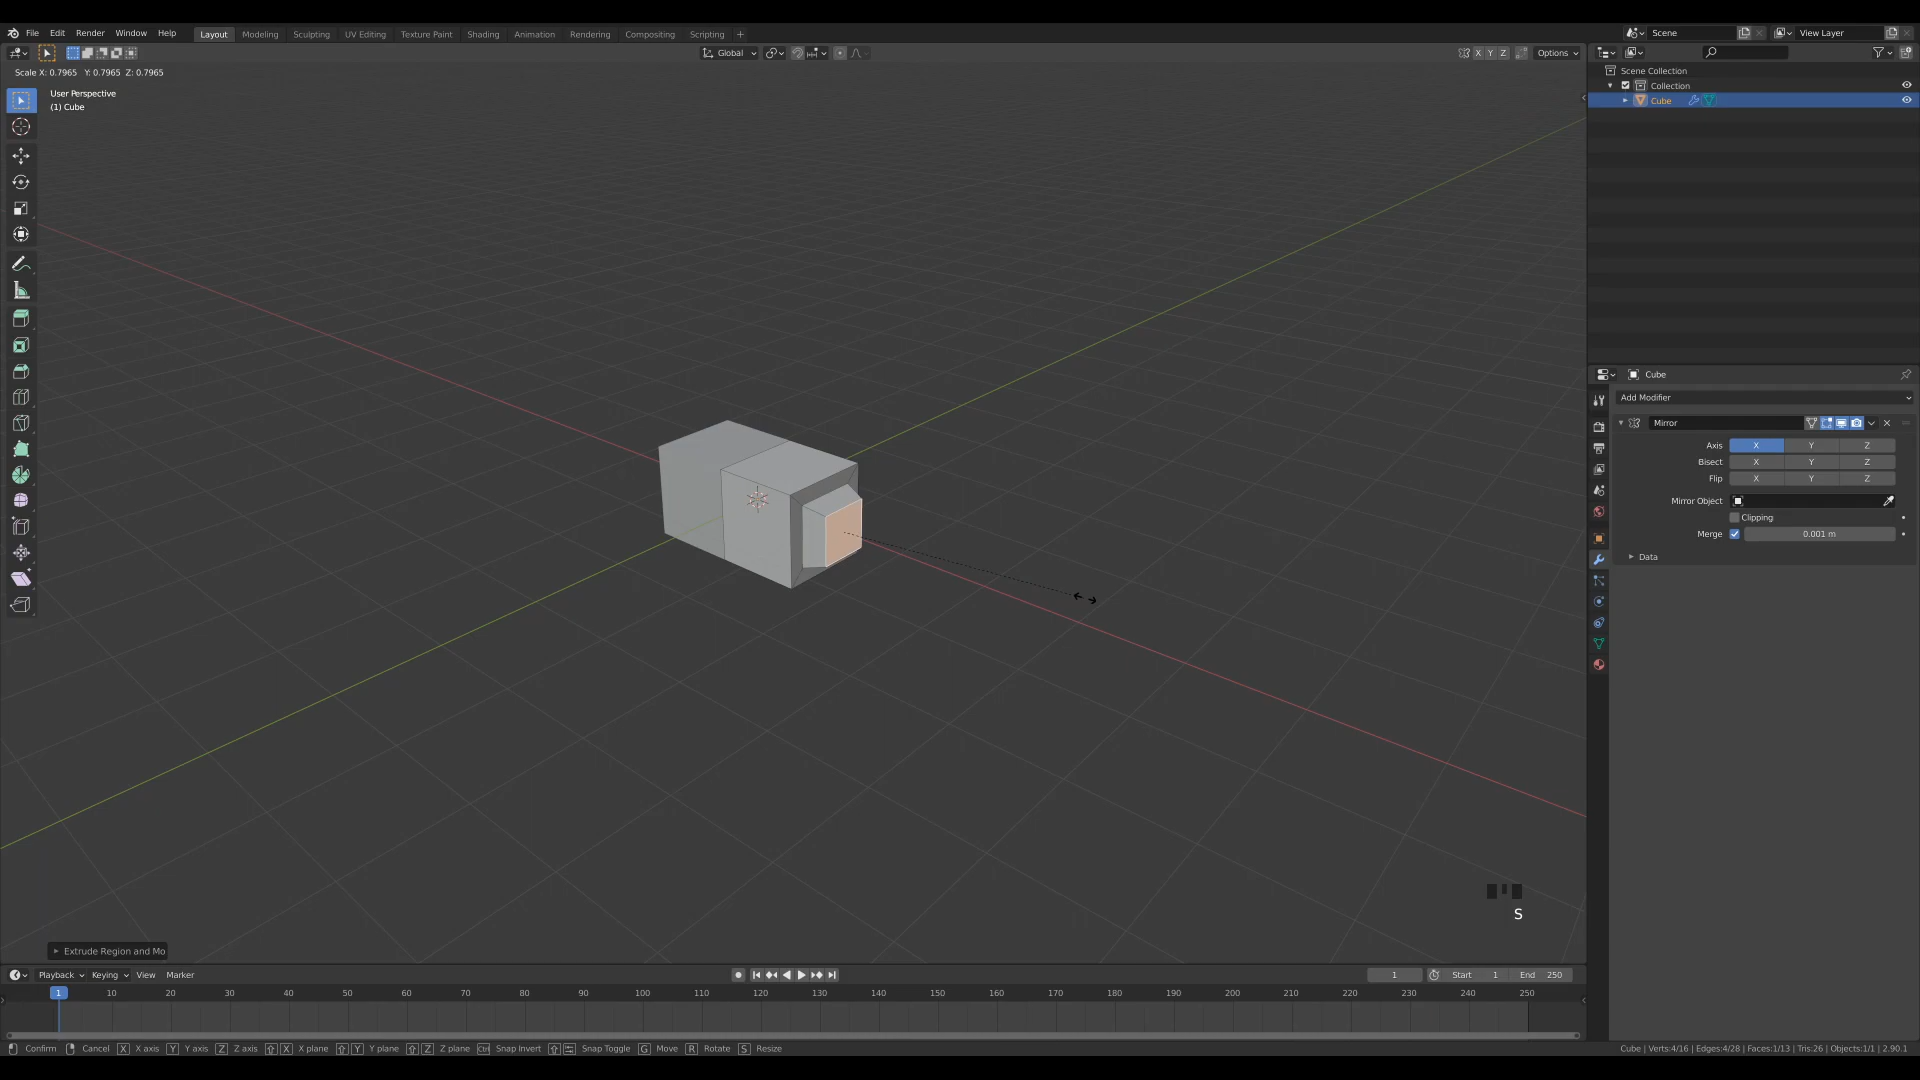 File Edit Render Window Help Layout Modeling Sculpting UV Editing Texture Paint Shading Animation Rendering Compositing Scripting + Scene View Layer
Global X Y Z Options
Scale X: 0.7965 Y: 0.7965 Z: 0.7965
User Perspective
(1) Cube
Scene Collection
Collection
Cube
Cube
Add Modifier
Mirror
Axis X Y Z
Bisect X Y Z
Flip X Y Z
Mirror Object
Clipping
Merge 0.001 m
Data
S
Extrude Region and Mo
Playback Keying View Marker 1 Start 1 End 250
1 10 20 30 40 50 60 70 80 90 100 110 120 130 140 150 160 170 180 190 200 210 220 230 240 250
Confirm Cancel X X axis Y Y axis Z Z axis X X plane Y Y plane Z Z plane Ctrl Snap Invert Snap Toggle G Move R Rotate S Resize Cube | Verts:4/16 | Edges:4/28 | Faces:1/13 | Tris:26 | Objects:1/1 | 2.90.1